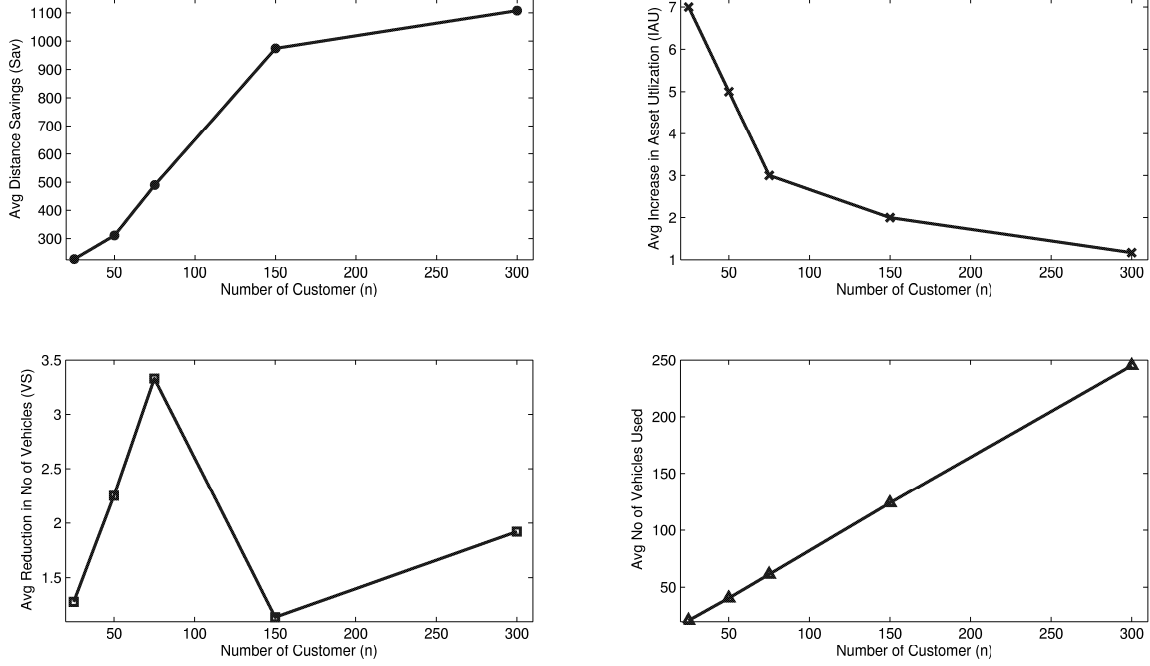 1100
1000
900
800
700
600
500
400
300
Avg Distance Savings (Sav)
50 100 150 200 250 300
Number of Customer (n)
7
6
5
4
3
2
1
Avg Increase in Asset Utlization (IAU)
50 100 150 200 250 300
Number of Customer (n)
3.5
3
2.5
2
1.5
Avg Reduction in No of Vehicles (VS)
50 100 150 200 250 300
Number of Customer (n)
250
200
150
100
50
Avg No of Vehicles Used
50 100 150 200 250 300
Number of Customer (n)